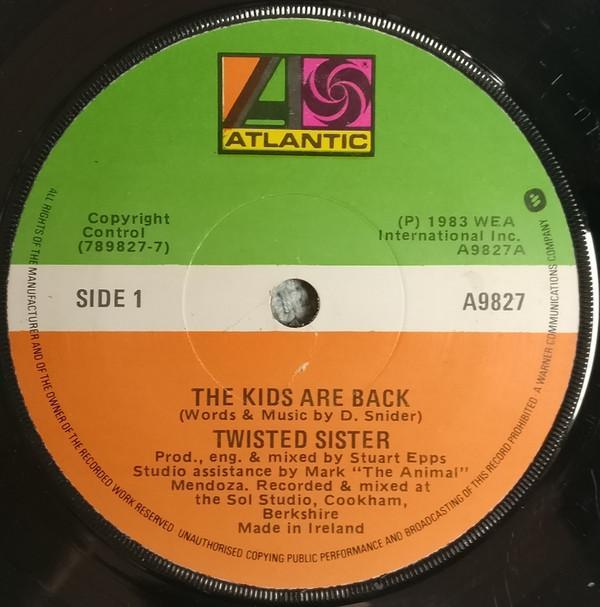 ATLANTIC
Copyright
Control
(789827-7)
(P) 1983 WEA
International Inc.
A9827A
SIDE 1
A9827
THE KIDS ARE BACK
(Words & Music by D. Snider)
TWISTED SISTER
Prod., eng. & mixed by Stuart Epps
Studio assistance by Mark "The Animal"
Mendoza. Recorded & mixed at
the Sol Studio, Cookham,
Berkshire
Made in Ireland
ALL RIGHTS OF THE MANUFACTURER AND OF THE OWNER OF THE RECORDED WORK RESERVED UNAUTHORISED COPYING PUBLIC PERFORMANCE AND BROADCASTING OF THIS RECORD PROHIBITED A WARNER COMMUNICATIONS COMPANY